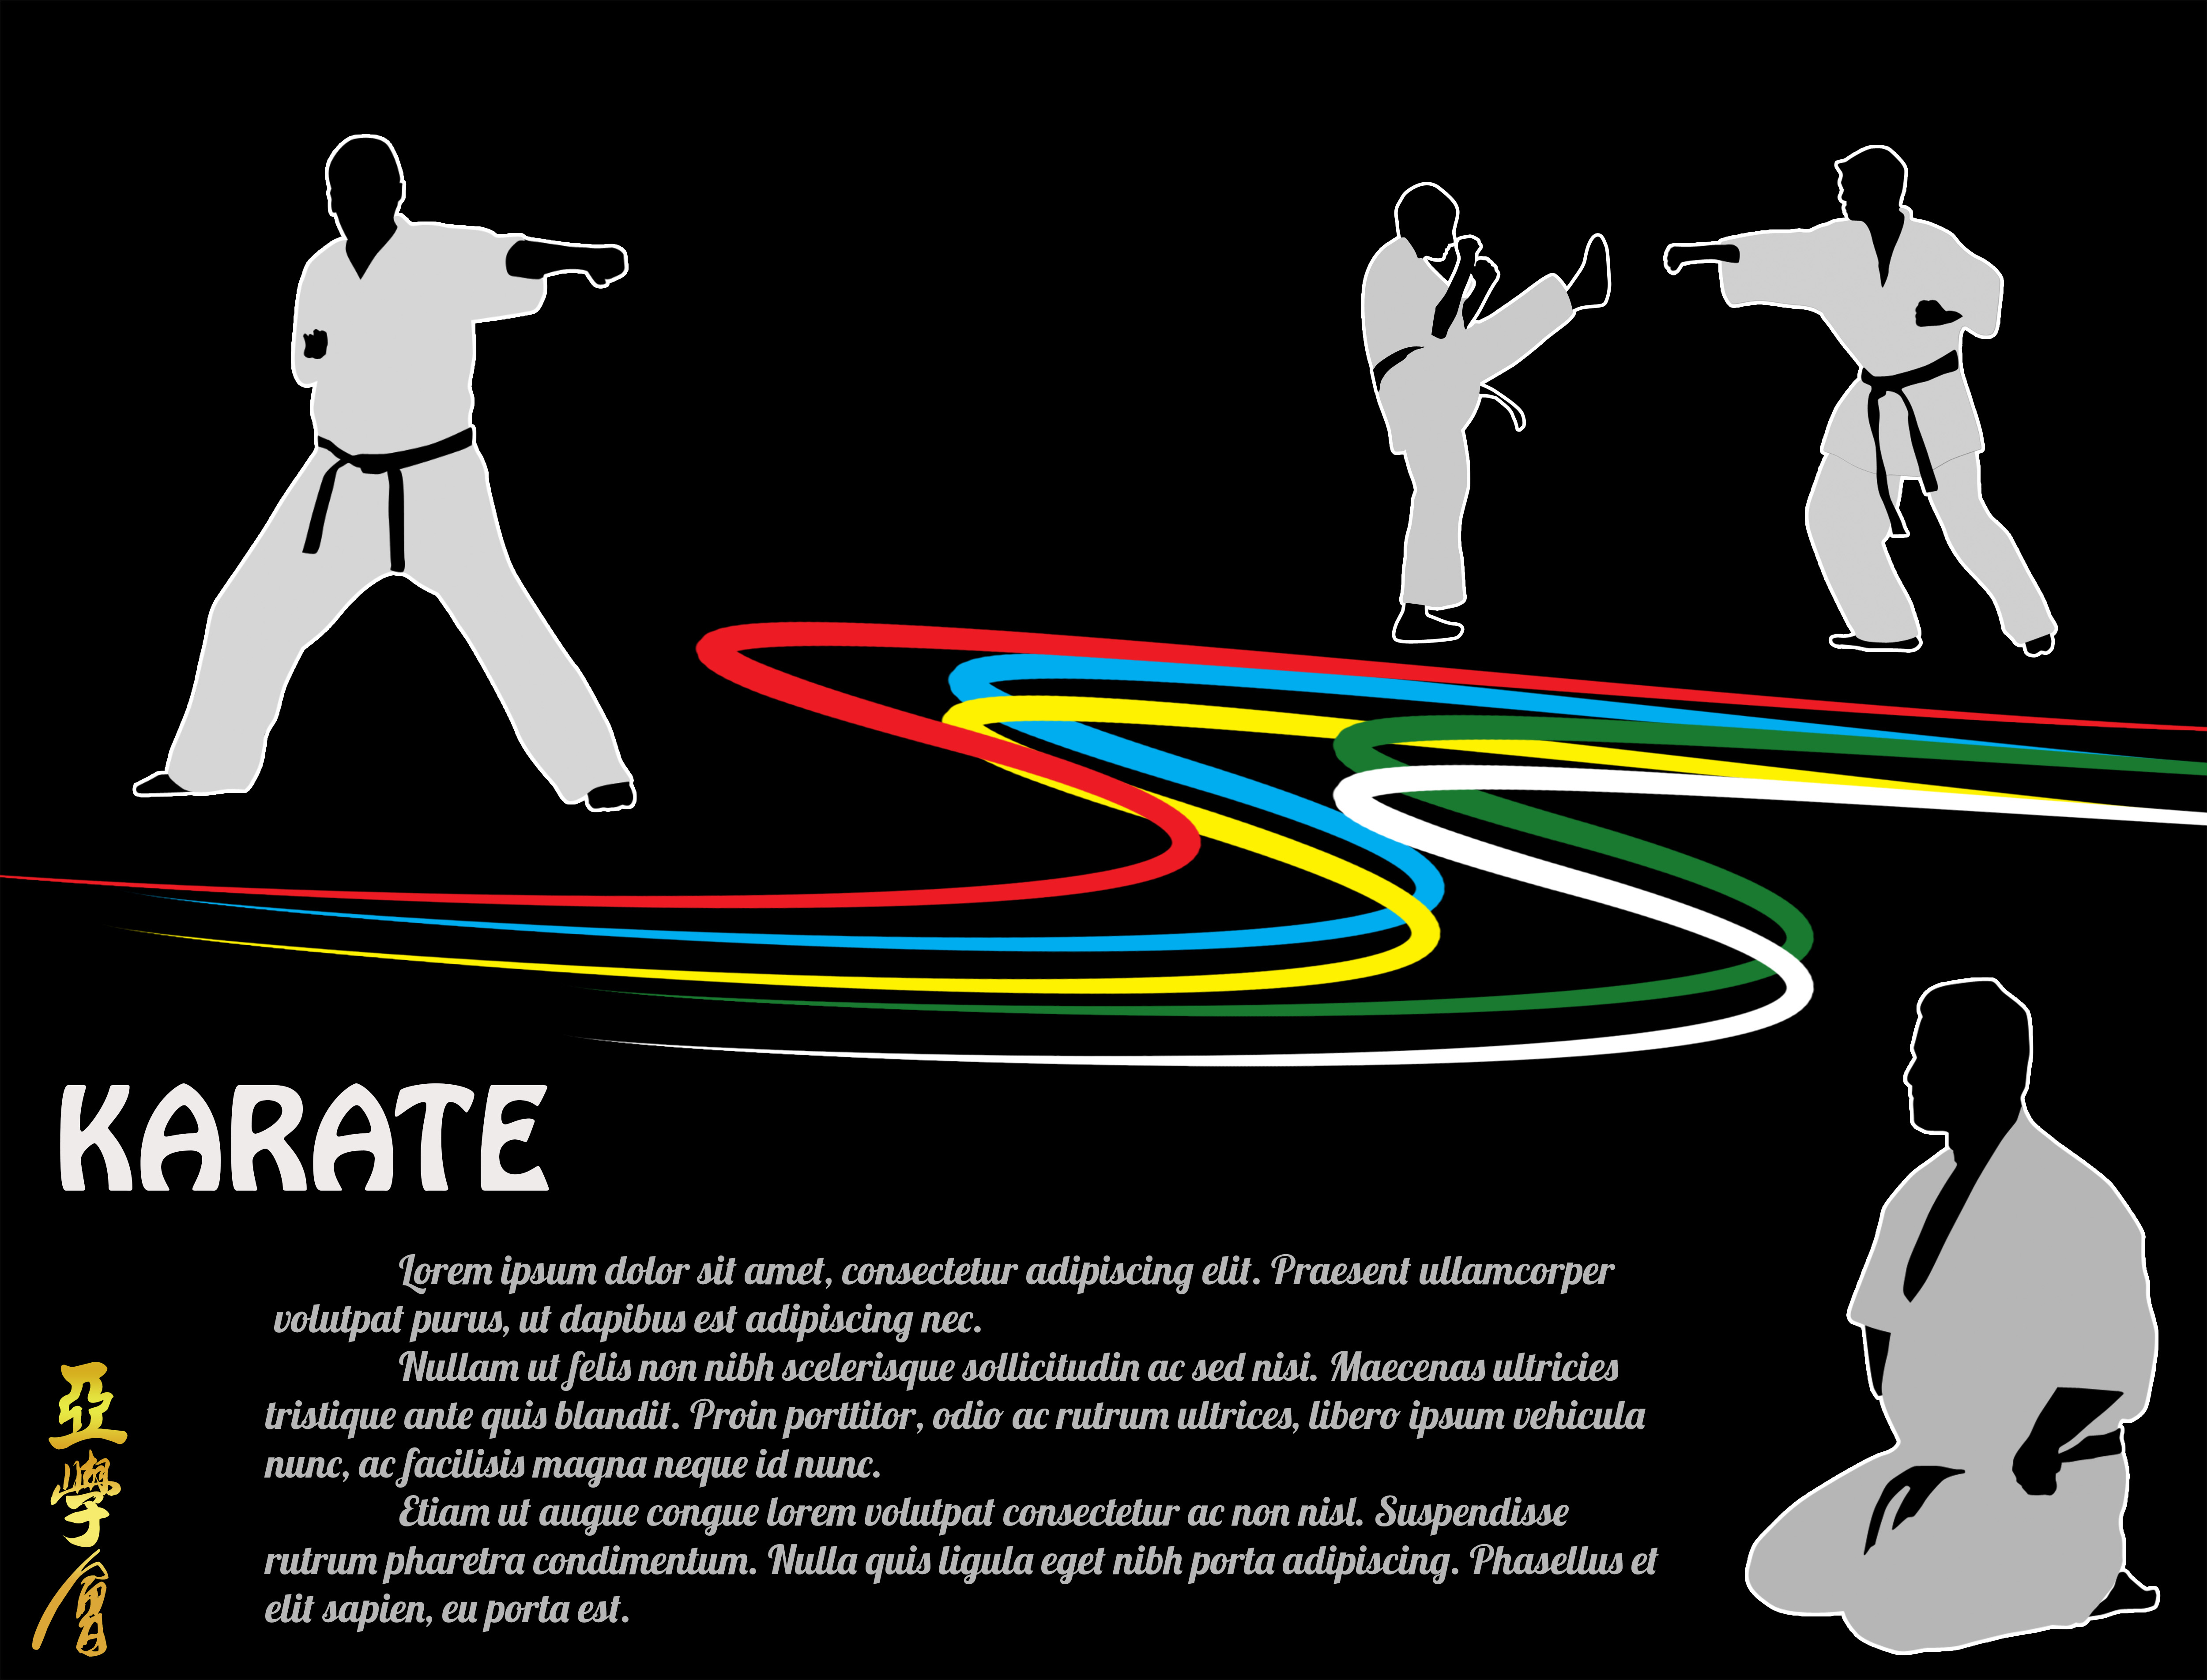 KARATE
Lorem ipsum dolor sit amet, consectetur adipiscing elit. Praesent ullamcorper
volutpat purus, ut dapibus est adipiscing nec.
Nullam ut felis non nibh scelerisque sollicitudin ac sed nisi. Maecenas ultricies
tristique ante quis blandit. Proin porttitor, odio ac rutrum ultrices, libero ipsum vehicula
nunc, ac facilisis magna neque id nunc.
Etiam ut augue congue lorem volutpat consectetur ac non nisl. Suspendisse
rutrum pharetra condimentum. Nulla quis ligula eget nibh porta adipiscing. Phasellus et
elit sapien, eu porta est.
亞學會